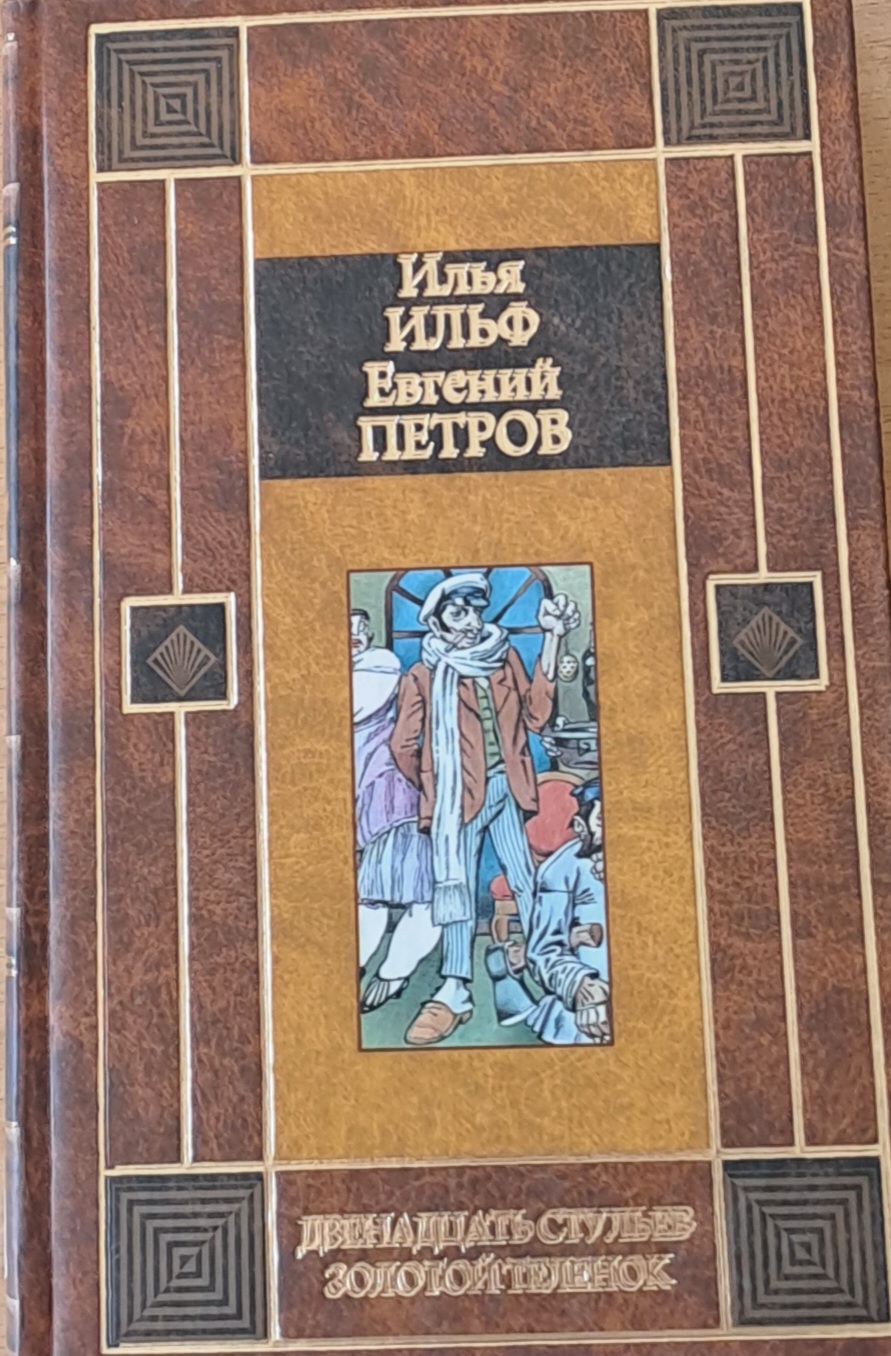 Илья
ИЛЬФ
Евгений
ПЕТРОВ
ДВЕНАДЦАТЬ СТУЛЬЕВ
ЗОЛОТОЙ ТЕЛЕНОК